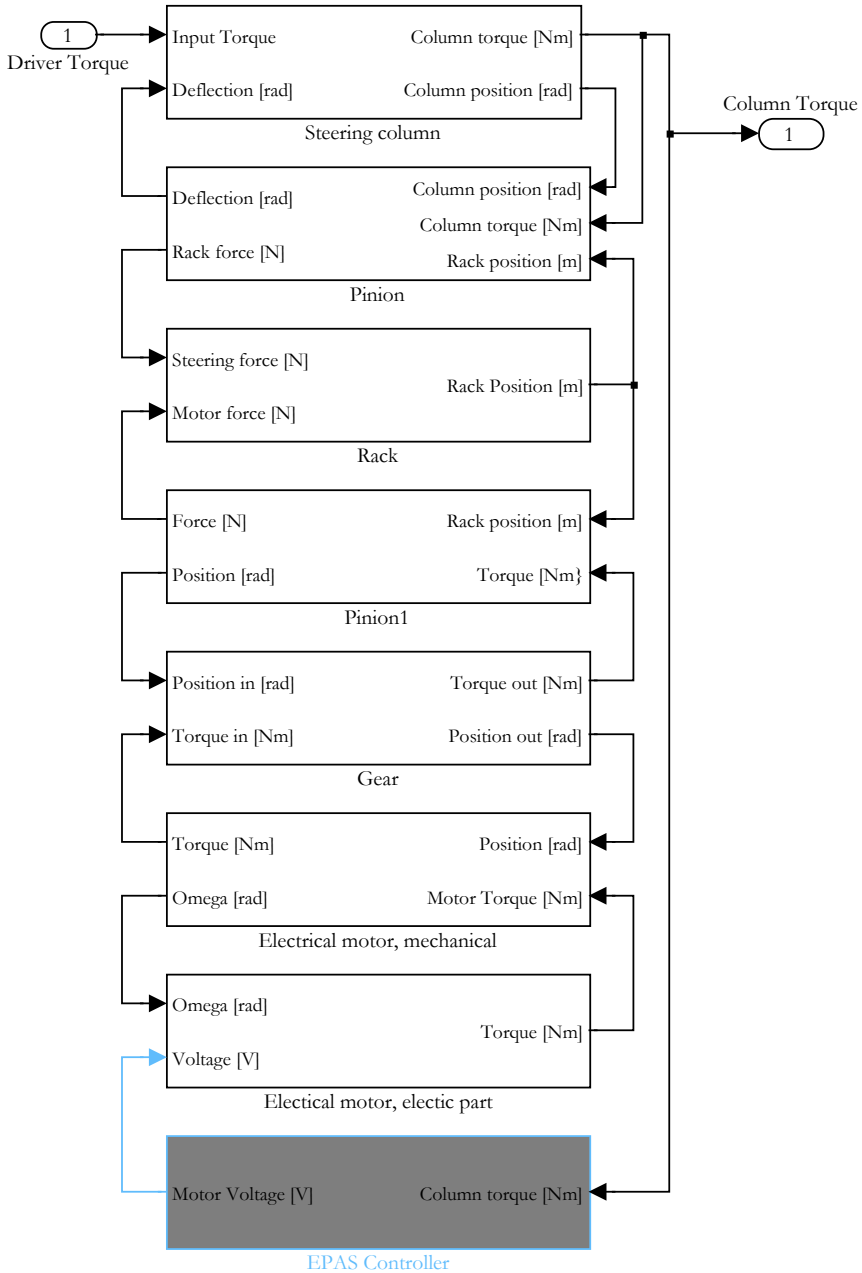 1
Driver Torque
Input Torque
Column torque [Nm]
Deflection [rad]
Column position [rad]
Steering column
Column Torque
1
Deflection [rad]
Column position [rad]
Column torque [Nm]
Rack force [N]
Rack position [m]
Pinion
Steering force [N]
Rack Position [m]
Motor force [N]
Rack
Force [N]
Rack position [m]
Position [rad]
Torque [Nm}
Pinion1
Position in [rad]
Torque out [Nm]
Torque in [Nm]
Position out [rad]
Gear
Torque [Nm]
Position [rad]
Omega [rad]
Motor Torque [Nm]
Electrical motor, mechanical
Omega [rad]
Torque [Nm]
Voltage [V]
Electical motor, electic part
Motor Voltage [V]
Column torque [Nm]
EPAS Controller